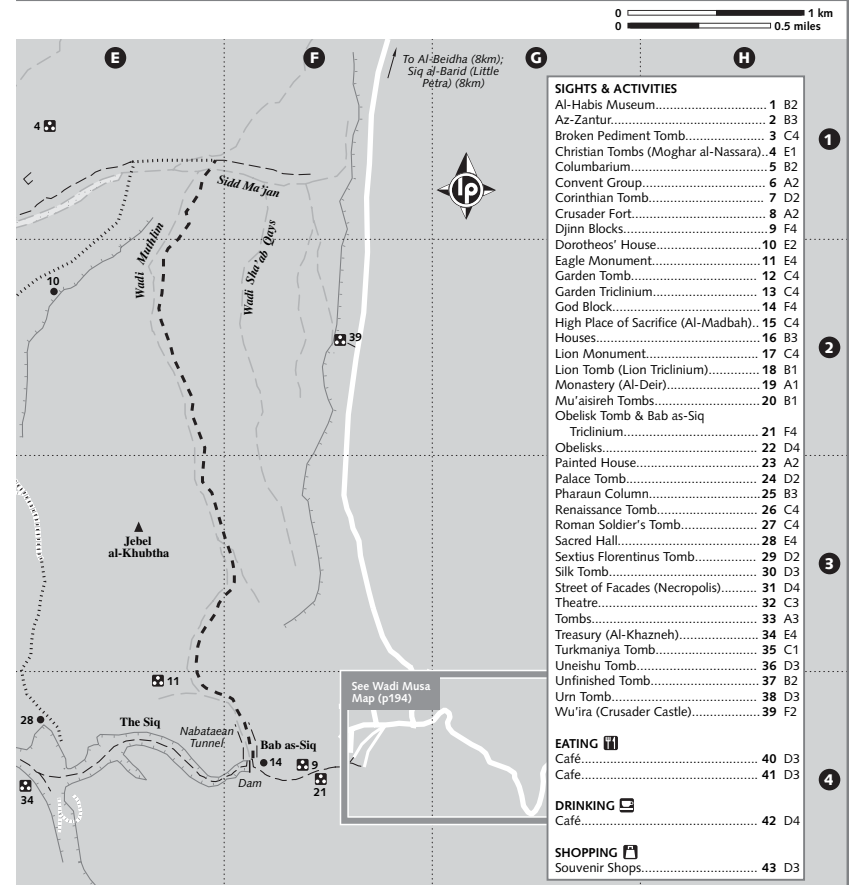 0 1 km
0 0.5 miles
E F G H
To Al-Beidha (8km);
Siq al-Barid (Little
Petra) (8km)
4
1
lp
Sidd Ma'jan
Wadi Muthlim
Wadi Sha'ab Qays
10
39
2
Jebel
al-Khubtha
3
11
See Wadi Musa
Map (p194)
28
The Siq
Nabataean
Tunnel
Bab as-Siq
14
9
21
Dam
34
4
SIGHTS & ACTIVITIES
Al-Habis Museum 1 B2
Az-Zantur 2 B3
Broken Pediment Tomb 3 C4
Christian Tombs (Moghar al-Nassara) 4 E1
Columbarium 5 B2
Convent Group 6 A2
Corinthian Tomb 7 D2
Crusader Fort 8 A2
Djinn Blocks 9 F4
Dorotheos' House 10 E2
Eagle Monument 11 E4
Garden Tomb 12 C4
Garden Triclinium 13 C4
God Block 14 F4
High Place of Sacrifice (Al-Madbah) 15 C4
Houses 16 B3
Lion Monument 17 C4
Lion Tomb (Lion Triclinium) 18 B1
Monastery (Al-Deir) 19 A1
Mu'aisireh Tombs 20 B1
Obelisk Tomb & Bab as-Siq
Triclinium 21 F4
Obelisks 22 D4
Painted House 23 A2
Palace Tomb 24 D2
Pharaun Column 25 B3
Renaissance Tomb 26 C4
Roman Soldier's Tomb 27 C4
Sacred Hall 28 E4
Sextius Florentinus Tomb 29 D2
Silk Tomb 30 D3
Street of Facades (Necropolis) 31 D4
Theatre 32 C3
Tombs 33 A3
Treasury (Al-Khazneh) 34 E4
Turkmaniya Tomb 35 C1
Uneishu Tomb 36 D3
Unfinished Tomb 37 B2
Urn Tomb 38 D3
Wu'ira (Crusader Castle) 39 F2
EATING
Café 40 D3
Cafe 41 D3
DRINKING
Café 42 D4
SHOPPING
Souvenir Shops 43 D3